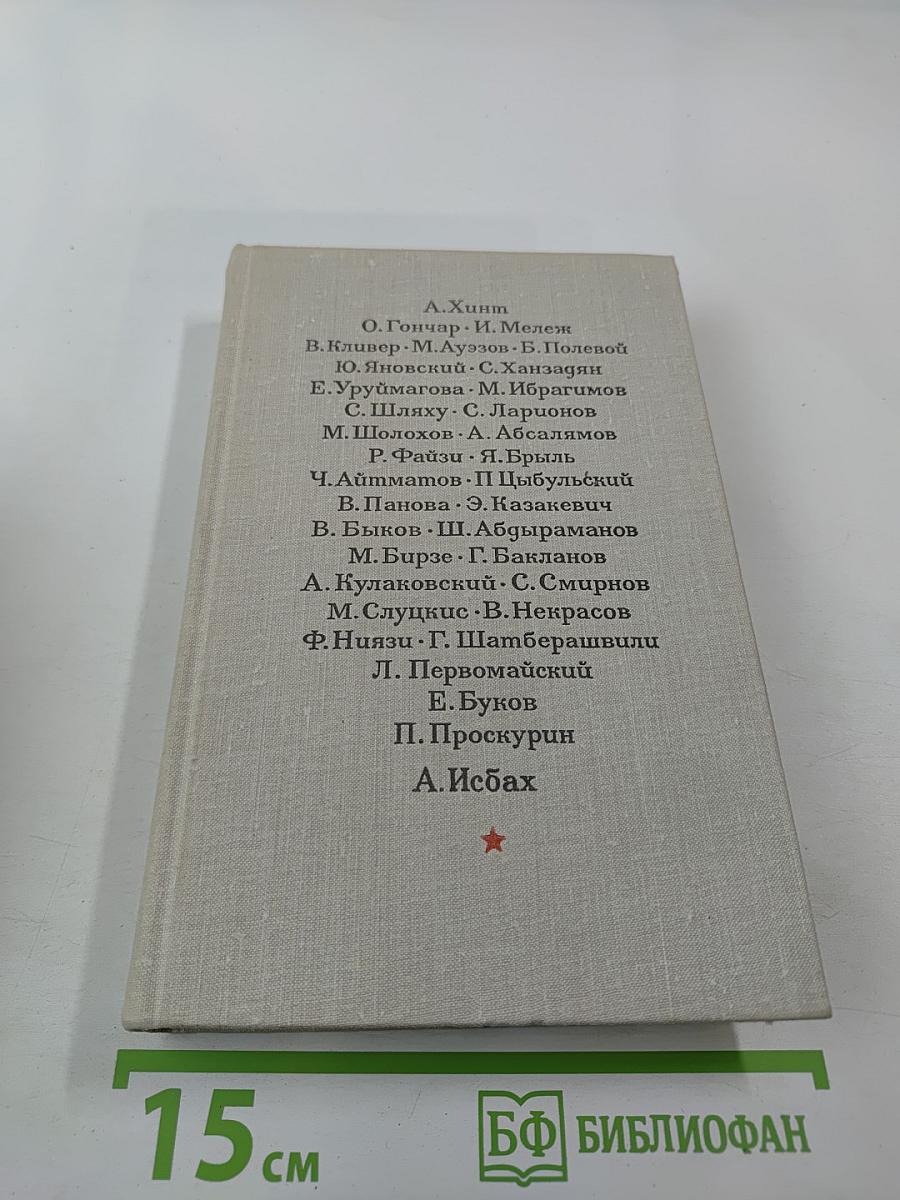 А. Хинт
О. Гончар · И. Мележ
В. Кливер · М. Ауэзов · Б. Полевой
Ю. Яновский · С. Ханзадян
Е. Уруймагова · М. Ибрагимов
С. Шляху · С. Ларионов
М. Шолохов · А. Абсалямов
Р. Файзи · Я. Брыль
Ч. Айтматов · П Цыбульский
В. Панова · Э. Казакевич
В. Быков · Ш. Абдыраманов
М. Бирзе · Г. Бакланов
А. Кулаковский · С. Смирнов
М. Слуцкис · В. Некрасов
Ф. Ниязи · Г. Шатберашвили
Л. Первомайский
Е. Буков
П. Проскурин
А. Исбах
15 см
БФ БИБЛИОФАН